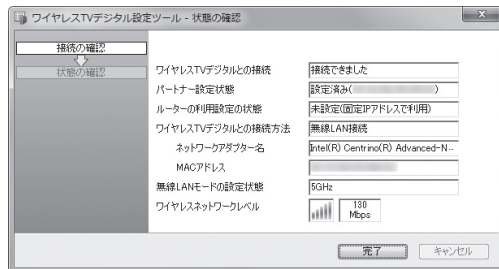 ワイヤレスTVデジタル設定ツール - 状態の確認
接続の確認
状態の確認
ワイヤレスTVデジタルとの接続 接続できました
パートナー設定状態 設定済み( )
ルーターの利用設定の状態 未設定(固定IPアドレスで利用)
ワイヤレスTVデジタルとの接続方法 無線LAN接続
ネットワークアダプター名 Intel(R) Centrino(R) Advanced-N--
MACアドレス
無線LANモードの設定状態 5GHz
ワイヤレスネットワークレベル 130
Mbps
完了 キャンセル